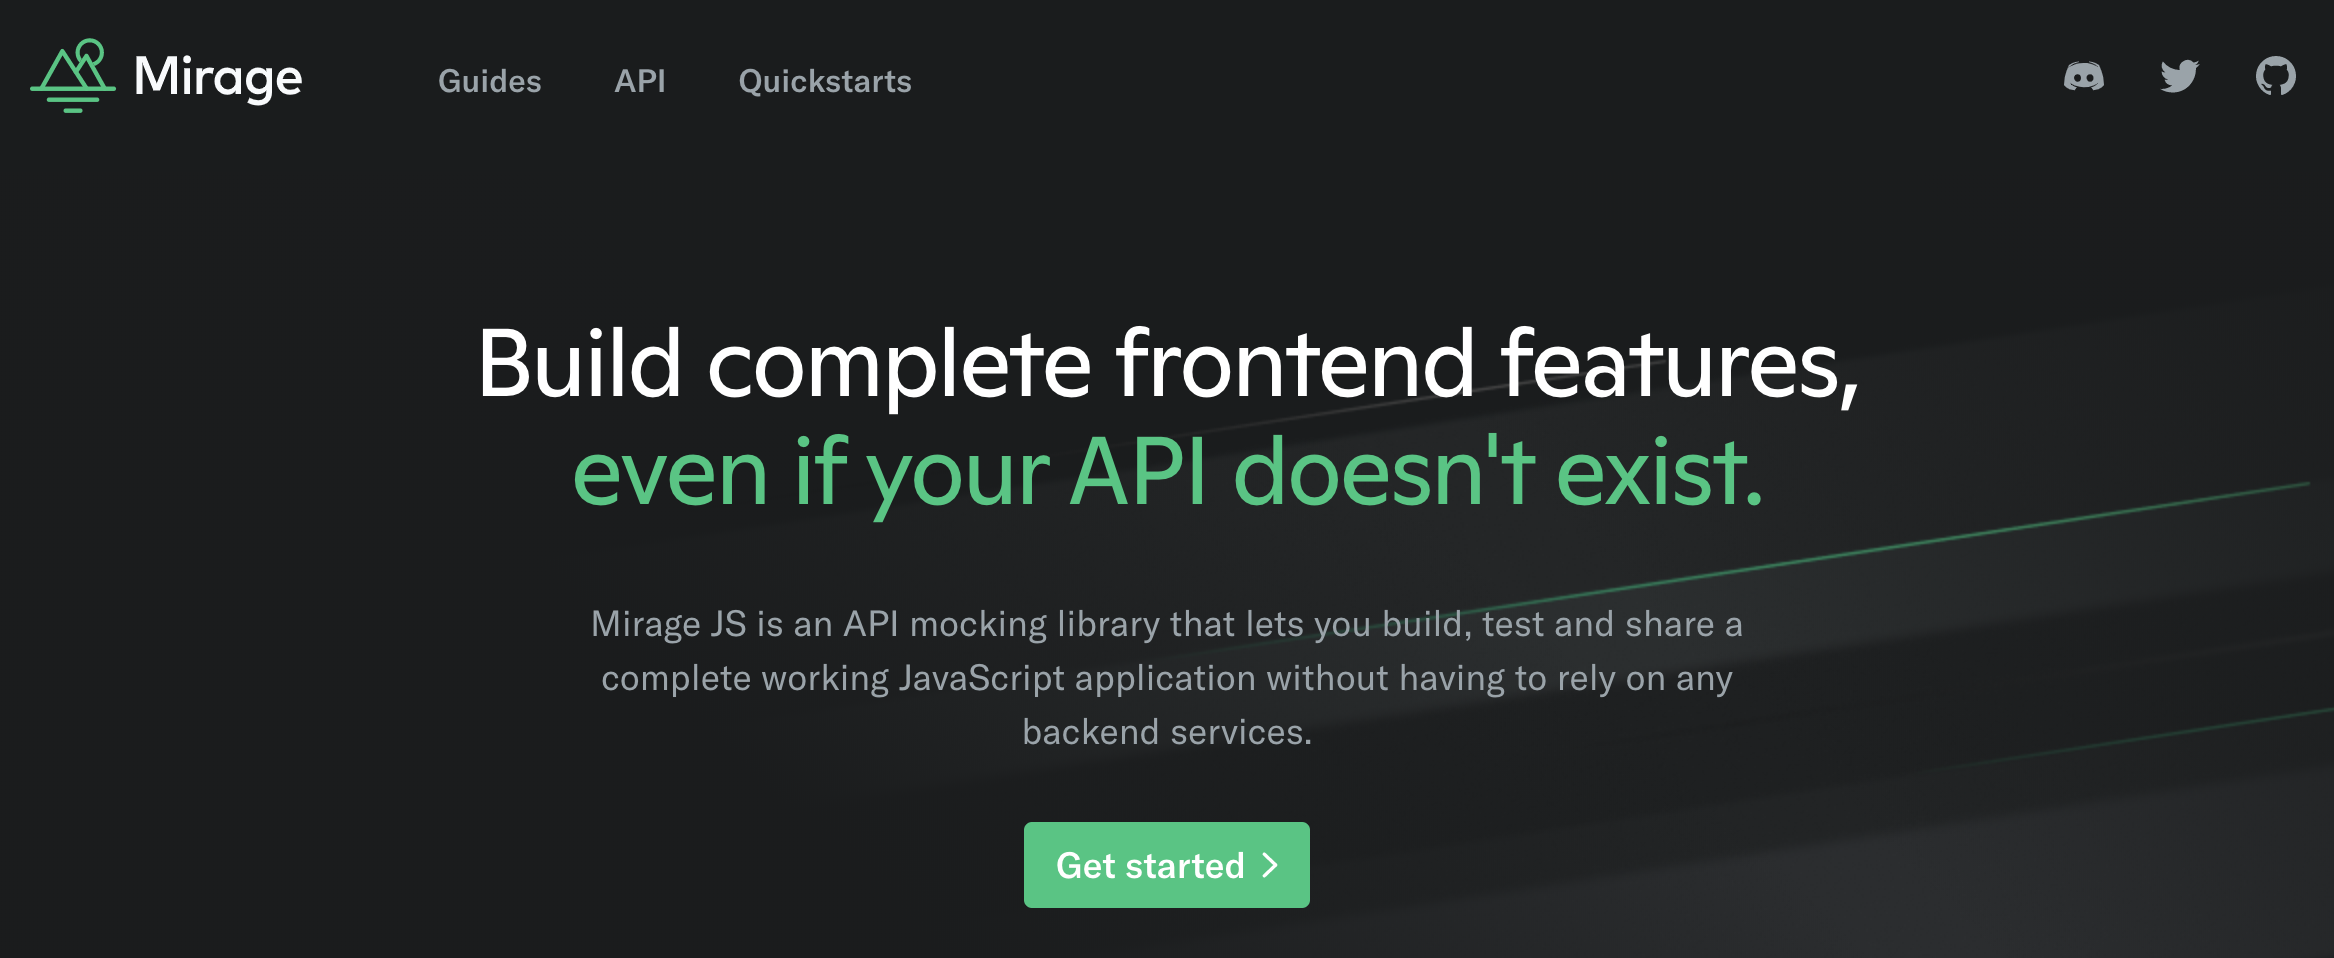 Mirage
Guides
API
Quickstarts
Build complete frontend features,
even if your API doesn't exist.
Mirage JS is an API mocking library that lets you build, test and share a
complete working JavaScript application without having to rely on any
backend services.
Get started